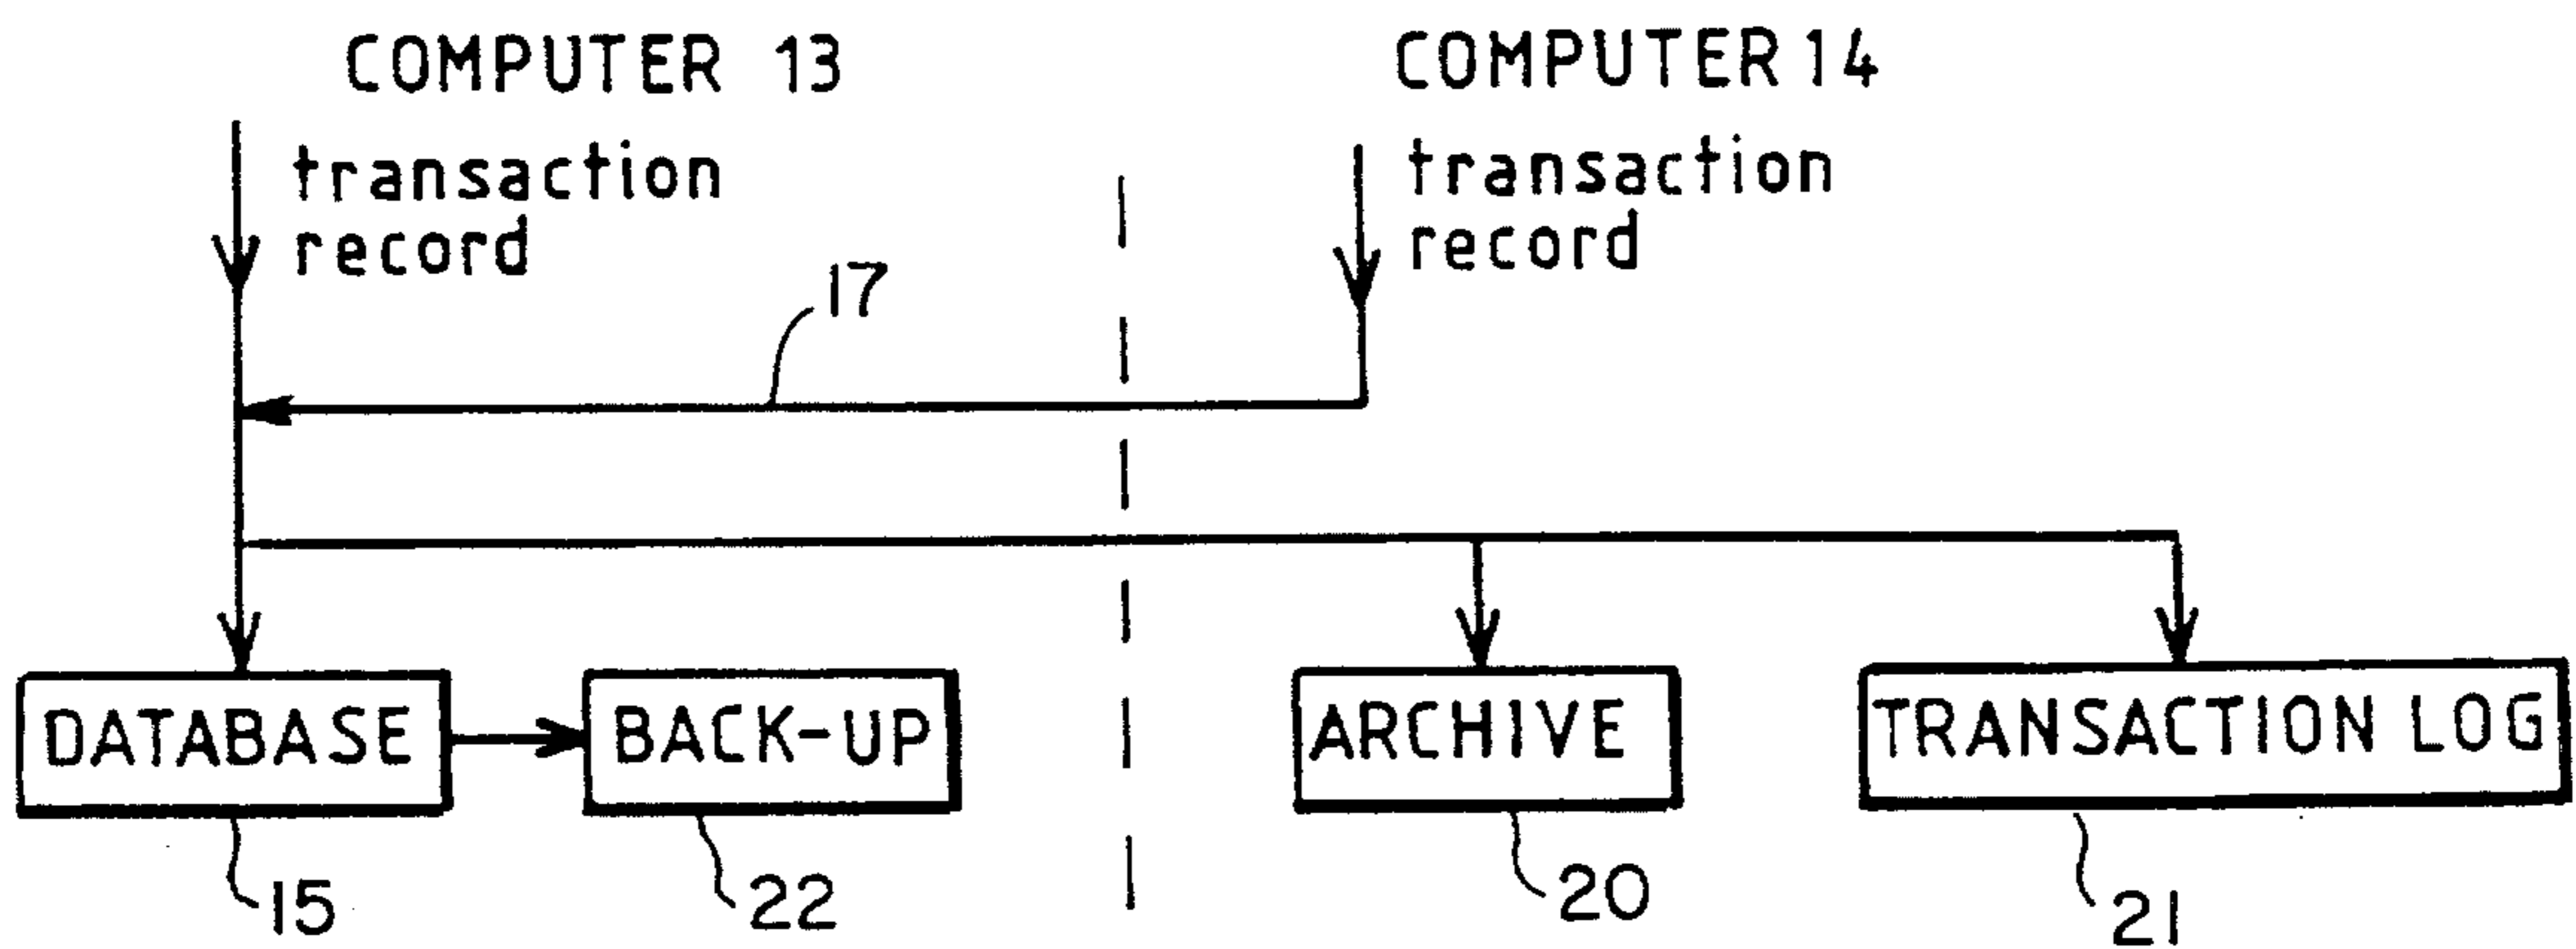 COMPUTER 13
COMPUTER 14
transaction
record
transaction
record
17
DATABASE
BACK-UP
ARCHIVE
TRANSACTION LOG
15
22
20
21